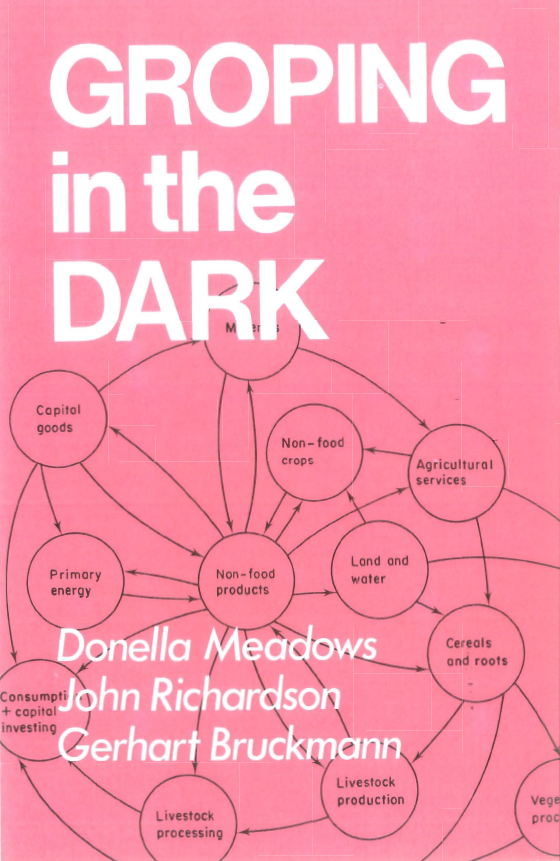 GROPING
in the
DARK
Capital
goods
Non-food
crops
Agricultural
services
Primary
energy
Non-food
products
Land and
water
Cereals
and roots
Donella Meadows
John Richardson
Gerhart Bruckmann
+ capital
investing
Livestock
production
Livestock
processing